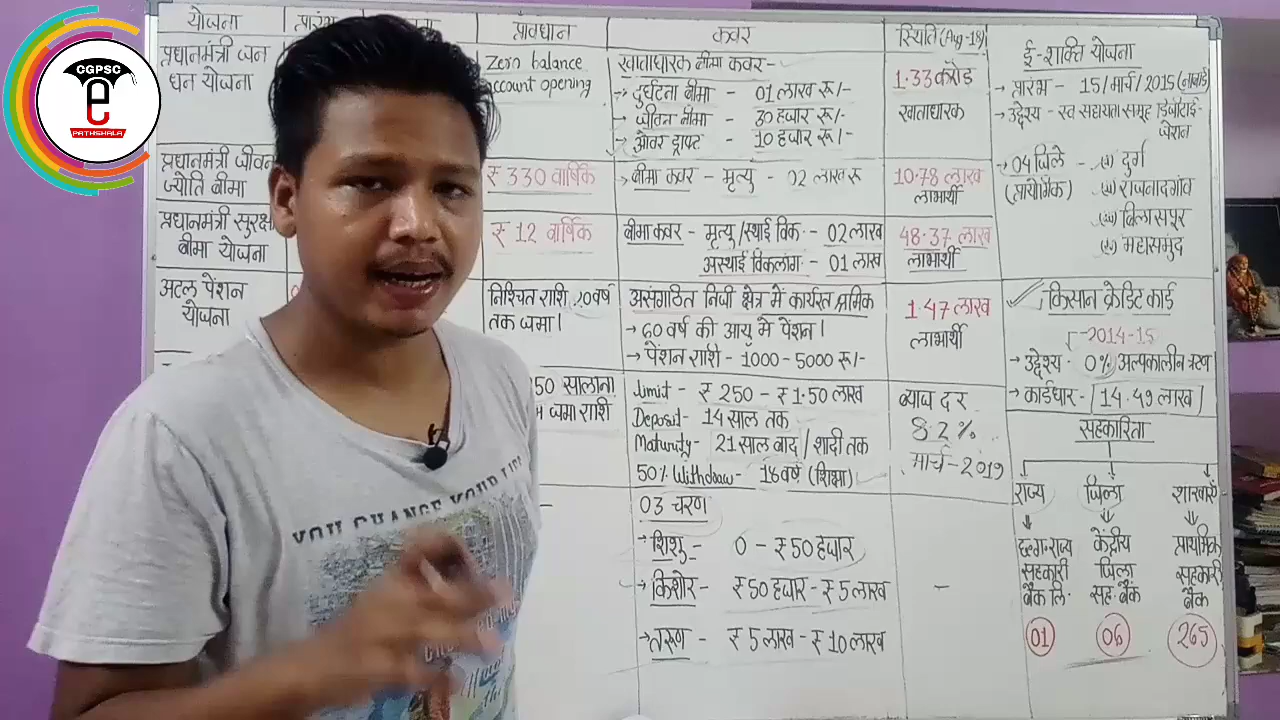 CGPSC
e
PATHSHALA
योजना
प्रावधान
कवर
स्थिति (Aug-18)
प्रधानमंत्री जन
धन योजना
Zero balance
account opening
खाताधारक बीमा कवर -
→ दुर्घटना बीमा - 01 लाख रू/-
→ जीवन बीमा - 30 हजार रू/-
→ ओवर ड्राफ्ट - 10 हजार रू/-
1.33 करोड़
खाताधारक
प्रधानमंत्री जीवन
ज्योति बीमा
₹ 330 वार्षिक
→ बीमा कवर - मृत्यु - 02 लाख रू
10.78 लाख
लाभार्थी
प्रधानमंत्री सुरक्षा
बीमा योजना
₹ 12 वार्षिक
बीमा कवर - मृत्यु/स्थाई विक. - 02 लाख
अस्थाई विकलांग - 01 लाख
48.37 लाख
लाभार्थी
अटल पेंशन
योजना
निश्चित राशि 20 वर्ष
तक जमा।
असंगठित निजी क्षेत्र में कार्यरत श्रमिक
→ 60 वर्ष की आयु में पेंशन।
→ पेंशन राशि - 1000 - 5000 रू/-
1.47 लाख
लाभार्थी
50 सालाना
जमा राशि
Limit - ₹ 250 - ₹ 1.50 लाख
Deposit - 14 साल तक
Maturity - 21 साल बाद / शादी तक
50% Withdraw - 18 वर्ष (शिक्षा)
ब्याज दर
8.2 %
मार्च - 2019
03 चरण
शिशु - 0 - ₹ 50 हजार
किशोर - ₹ 50 हजार - ₹ 5 लाख
→ तरुण - ₹ 5 लाख - ₹ 10 लाख
ई-शक्ति योजना
→ प्रारंभ - 15/मार्च/2015 (नाबार्ड)
→ उद्देश्य - स्व सहायता समूह डिजीटाई-
जेशन
→ 04 जिले - (i) दुर्ग
(प्रायोगिक) (ii) राजनादगांव
(iii) बिलासपुर
(iv) महासमुंद
किसान क्रेडिट कार्ड
2014-15
→ उद्देश्य - 0% अल्पकालीन ऋण
→ कार्डधार - 14.49 लाख
सहकारिता
राज्य जिला शाखाएं
छ.ग. राज्य केंद्रीय प्राथमिक
सहकारी जिला सहकारी
बैंक लि. सह. बैंक बैंक
01 06 265
YOU CHANGE YOUR LIFE